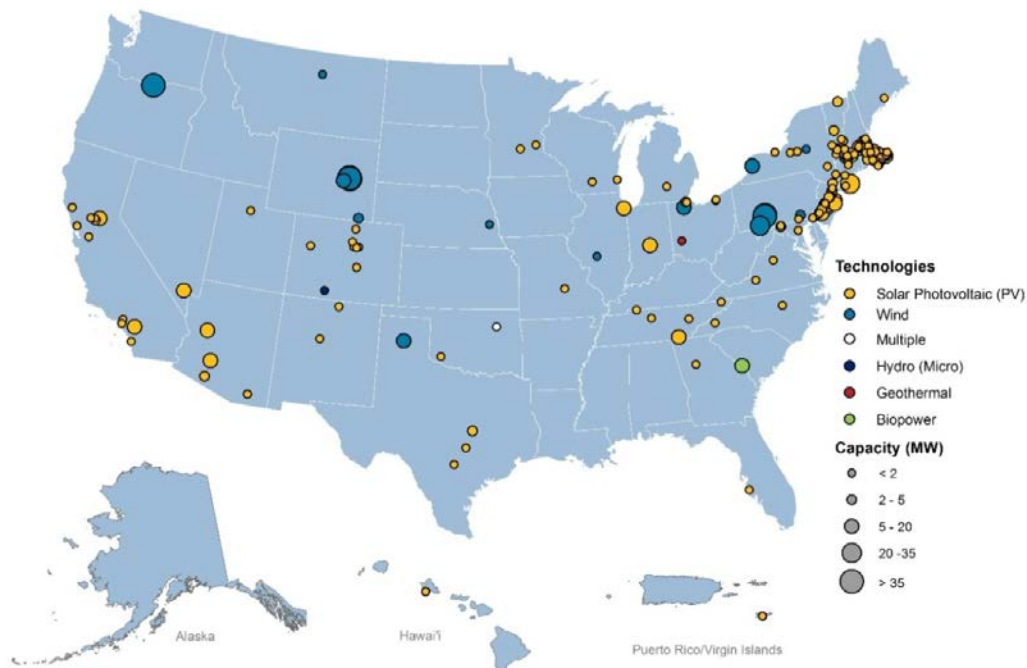 Technologies
Solar Photovoltaic (PV)
Wind
Multiple
Hydro (Micro)
Geothermal
Biopower
Capacity (MW)
< 2
2 - 5
5 - 20
20 -35
> 35
Alaska
Hawai'i
Puerto Rico/Virgin Islands